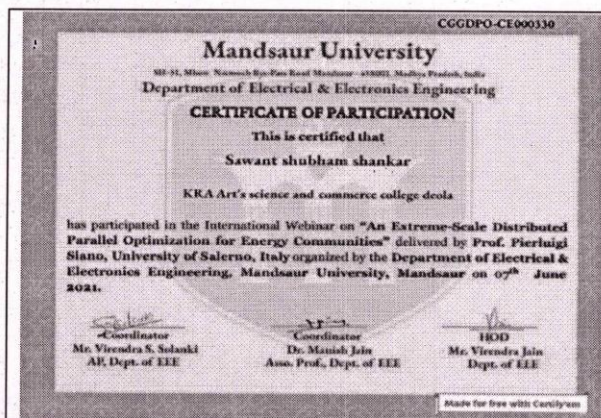 CGGDPO-CE000330
Mandsaur University
Department of Electrical & Electronics Engineering
CERTIFICATE OF PARTICIPATION
This is certified that
Sawant shubham shankar
KRA Art's science and commerce college deola
has participated in the International Webinar on "An Extreme-Scale Distributed
Parallel Optimization for Energy Communities" delivered by Prof. Pierluigi
Siano, University of Salerno, Italy organized by the Department of Electrical &
Electronics Engineering, Mandsaur University, Mandsaur on 07th June
2021.
Coordinator
Mr. Virendra S. Solanki
AP, Dept. of EEE
Coordinator
Dr. Manish Jain
Asso. Prof., Dept. of EEE
HOD
Mr. Virendra Jain
Dept. of EEE
Made for free with Certify'em